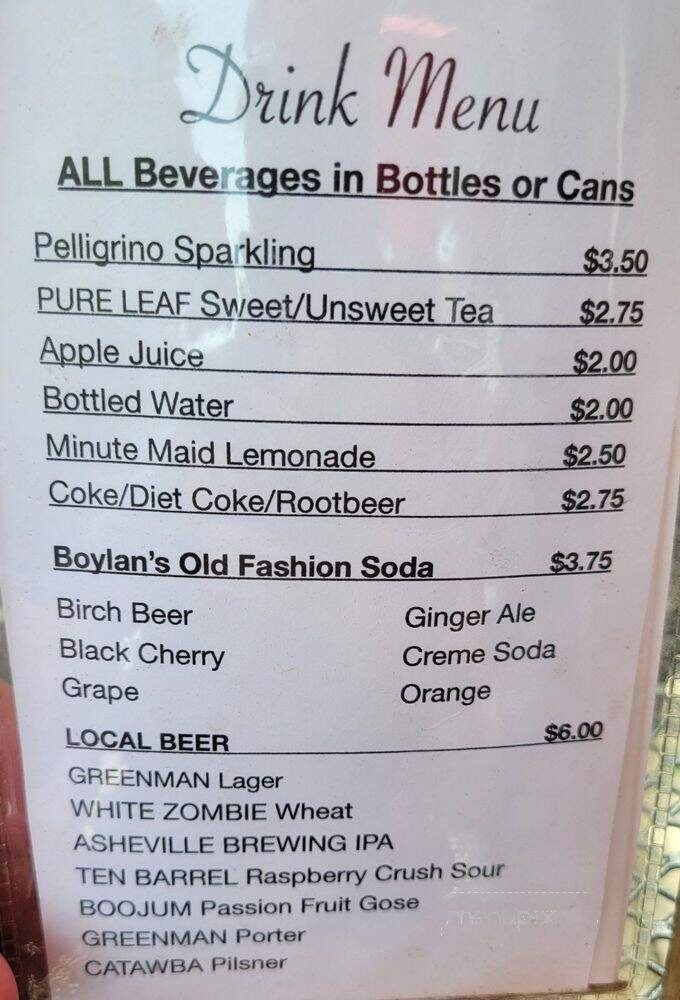 Drink Menu
ALL Beverages in Bottles or Cans
Pelligrino Sparkling $3.50
PURE LEAF Sweet/Unsweet Tea $2.75
Apple Juice $2.00
Bottled Water $2.00
Minute Maid Lemonade $2.50
Coke/Diet Coke/Rootbeer $2.75
Boylan's Old Fashion Soda $3.75
Birch Beer Ginger Ale
Black Cherry Creme Soda
Grape Orange
LOCAL BEER $6.00
GREENMAN Lager
WHITE ZOMBIE Wheat
ASHEVILLE BREWING IPA
TEN BARREL Raspberry Crush Sour
BOOJUM Passion Fruit Gose
GREENMAN Porter
CATAWBA Pilsner
menupix